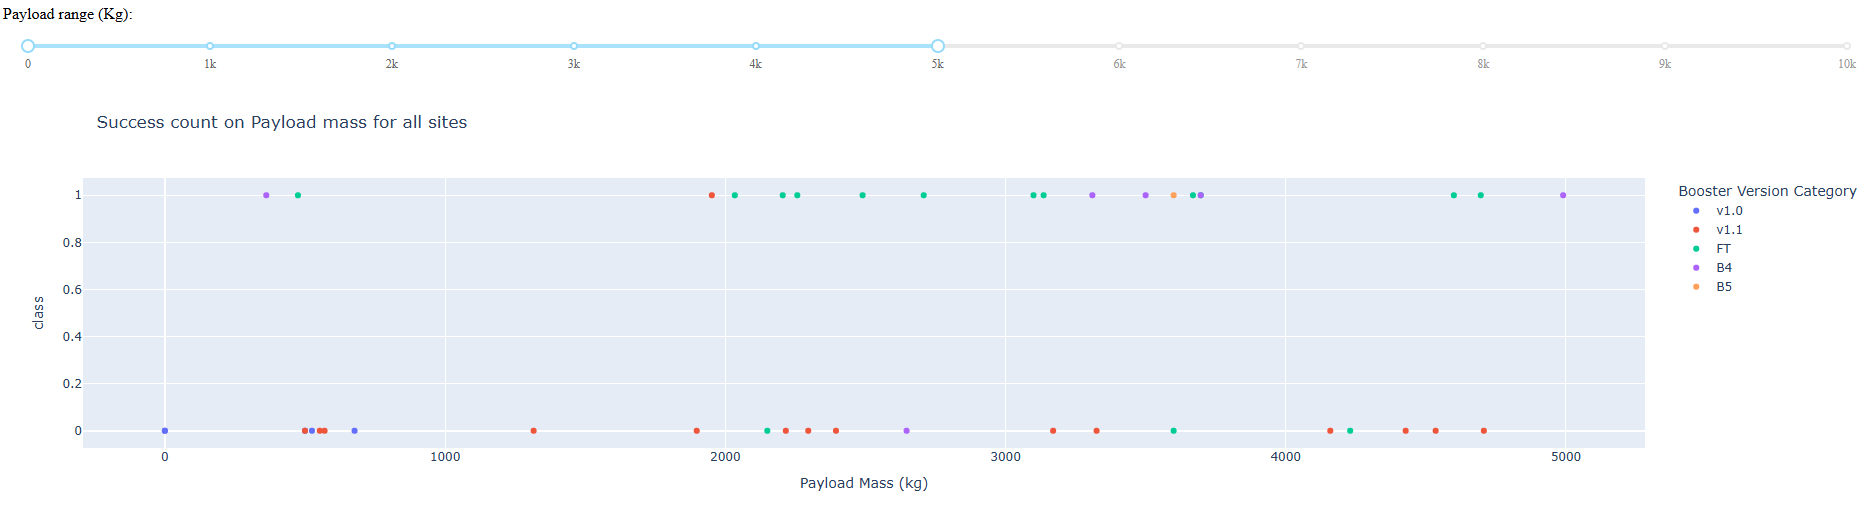 Payload range (Kg):
0 1k 2k 3k 4k 5k 6k 7k 8k 9k 10k
Success count on Payload mass for all sites
Booster Version Category
v1.0
v1.1
FT
B4
B5
class
1
0.8
0.6
0.4
0.2
0
0 1000 2000 3000 4000 5000
Payload Mass (kg)